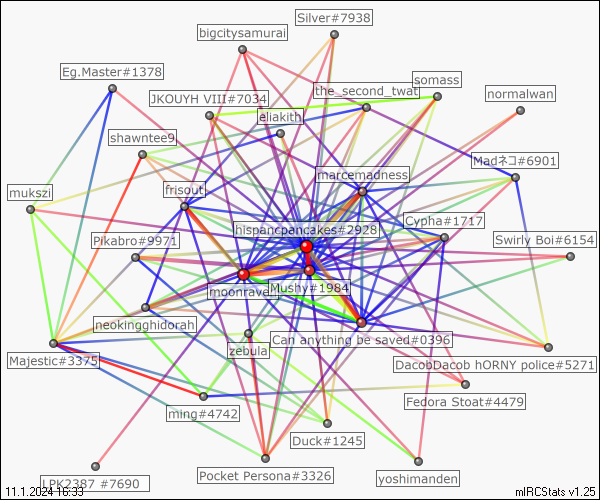 Silver#7938
bigcitysamurai
Eg.Master#1378
somass
the_second_twat
normalwan
JKOUYH VIII#7034
eliakith
shawntee9
Madネコ#6901
marcemadness
frisout
mukszi
Cypha#1717
hispancpancakes#2928
Swirly Boi#6154
Pikabro#9971
moonrave
Mushy#1984
neokingghidorah
Can anything be saved#0396
zebula
Majestic#3375
DacobDacob hORNY police#5271
Fedora Stoat#4479
ming#4742
Duck#1245
Pocket Persona#3326
yoshimanden
LPK2387 #7690
11.1.2024 16:33
mIRCStats v1.25